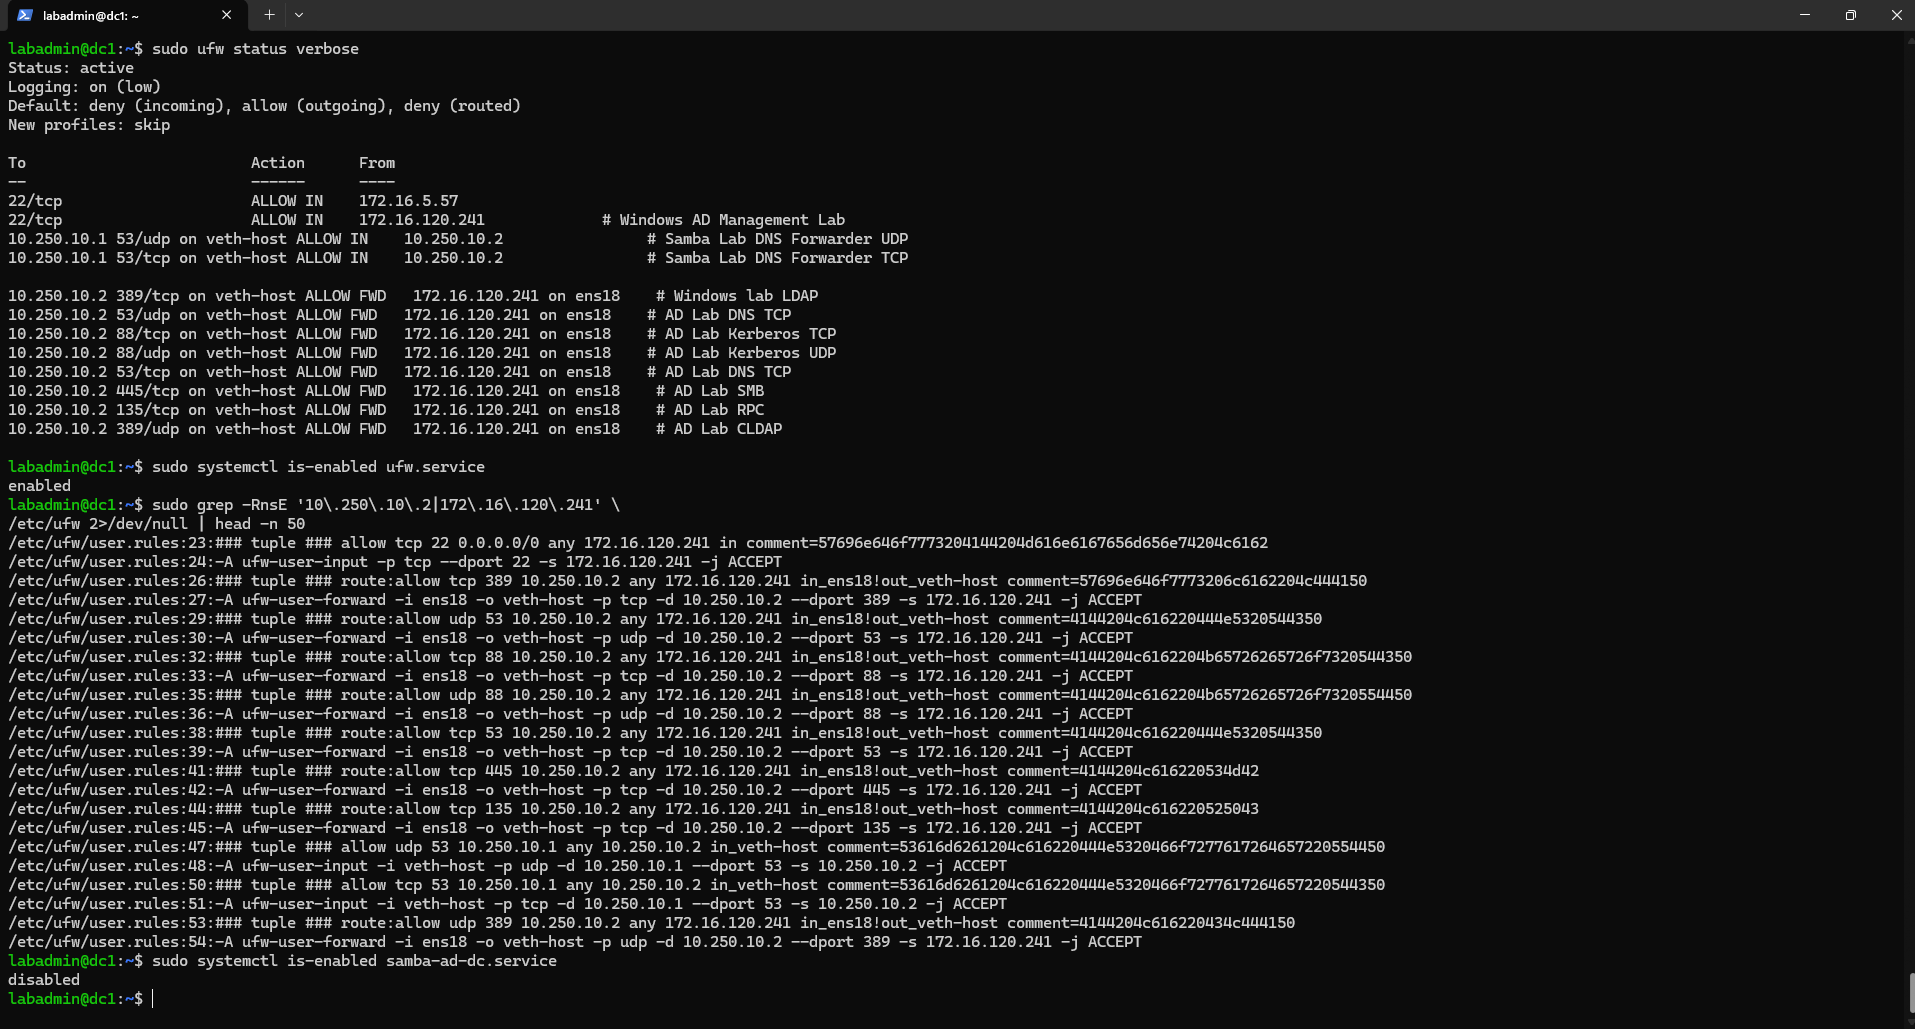 labadmin@dc1: ~
labadmin@dc1:~$ sudo ufw status verbose
Status: active
Logging: on (low)
Default: deny (incoming), allow (outgoing), deny (routed)
New profiles: skip
To                         Action      From
--                         ------      ----
22/tcp                     ALLOW IN    172.16.5.57
22/tcp                     ALLOW IN    172.16.120.241             # Windows AD Management Lab
10.250.10.1 53/udp on veth-host ALLOW IN    10.250.10.2                # Samba Lab DNS Forwarder UDP
10.250.10.1 53/tcp on veth-host ALLOW IN    10.250.10.2                # Samba Lab DNS Forwarder TCP
10.250.10.2 389/tcp on veth-host ALLOW FWD   172.16.120.241 on ens18    # Windows lab LDAP
10.250.10.2 53/udp on veth-host ALLOW FWD   172.16.120.241 on ens18    # AD Lab DNS TCP
10.250.10.2 88/tcp on veth-host ALLOW FWD   172.16.120.241 on ens18    # AD Lab Kerberos TCP
10.250.10.2 88/udp on veth-host ALLOW FWD   172.16.120.241 on ens18    # AD Lab Kerberos UDP
10.250.10.2 53/tcp on veth-host ALLOW FWD   172.16.120.241 on ens18    # AD Lab DNS TCP
10.250.10.2 445/tcp on veth-host ALLOW FWD   172.16.120.241 on ens18    # AD Lab SMB
10.250.10.2 135/tcp on veth-host ALLOW FWD   172.16.120.241 on ens18    # AD Lab RPC
10.250.10.2 389/udp on veth-host ALLOW FWD   172.16.120.241 on ens18    # AD Lab CLDAP
labadmin@dc1:~$ sudo systemctl is-enabled ufw.service
enabled
labadmin@dc1:~$ sudo grep -RnsE '10\.250\.10\.2|172\.16\.120\.241' \
/etc/ufw 2>/dev/null | head -n 50
/etc/ufw/user.rules:23:### tuple ### allow tcp 22 0.0.0.0/0 any 172.16.120.241 in comment=57696e646f7773204144204d616e6167656d656e74204c6162
/etc/ufw/user.rules:24:-A ufw-user-input -p tcp --dport 22 -s 172.16.120.241 -j ACCEPT
/etc/ufw/user.rules:26:### tuple ### route:allow tcp 389 10.250.10.2 any 172.16.120.241 in_ens18!out_veth-host comment=57696e646f7773206c6162204c444150
/etc/ufw/user.rules:27:-A ufw-user-forward -i ens18 -o veth-host -p tcp -d 10.250.10.2 --dport 389 -s 172.16.120.241 -j ACCEPT
/etc/ufw/user.rules:29:### tuple ### route:allow udp 53 10.250.10.2 any 172.16.120.241 in_ens18!out_veth-host comment=4144204c616220444e5320544350
/etc/ufw/user.rules:30:-A ufw-user-forward -i ens18 -o veth-host -p udp -d 10.250.10.2 --dport 53 -s 172.16.120.241 -j ACCEPT
/etc/ufw/user.rules:32:### tuple ### route:allow tcp 88 10.250.10.2 any 172.16.120.241 in_ens18!out_veth-host comment=4144204c6162204b65726265726f7320544350
/etc/ufw/user.rules:33:-A ufw-user-forward -i ens18 -o veth-host -p tcp -d 10.250.10.2 --dport 88 -s 172.16.120.241 -j ACCEPT
/etc/ufw/user.rules:35:### tuple ### route:allow udp 88 10.250.10.2 any 172.16.120.241 in_ens18!out_veth-host comment=4144204c6162204b65726265726f7320554450
/etc/ufw/user.rules:36:-A ufw-user-forward -i ens18 -o veth-host -p udp -d 10.250.10.2 --dport 88 -s 172.16.120.241 -j ACCEPT
/etc/ufw/user.rules:38:### tuple ### route:allow tcp 53 10.250.10.2 any 172.16.120.241 in_ens18!out_veth-host comment=4144204c616220444e5320544350
/etc/ufw/user.rules:39:-A ufw-user-forward -i ens18 -o veth-host -p tcp -d 10.250.10.2 --dport 53 -s 172.16.120.241 -j ACCEPT
/etc/ufw/user.rules:41:### tuple ### route:allow tcp 445 10.250.10.2 any 172.16.120.241 in_ens18!out_veth-host comment=4144204c616220534d42
/etc/ufw/user.rules:42:-A ufw-user-forward -i ens18 -o veth-host -p tcp -d 10.250.10.2 --dport 445 -s 172.16.120.241 -j ACCEPT
/etc/ufw/user.rules:44:### tuple ### route:allow tcp 135 10.250.10.2 any 172.16.120.241 in_ens18!out_veth-host comment=4144204c616220525043
/etc/ufw/user.rules:45:-A ufw-user-forward -i ens18 -o veth-host -p tcp -d 10.250.10.2 --dport 135 -s 172.16.120.241 -j ACCEPT
/etc/ufw/user.rules:47:### tuple ### allow udp 53 10.250.10.1 any 10.250.10.2 in_veth-host comment=53616d6261204c616220444e5320466f7277617264657220554450
/etc/ufw/user.rules:48:-A ufw-user-input -i veth-host -p udp -d 10.250.10.1 --dport 53 -s 10.250.10.2 -j ACCEPT
/etc/ufw/user.rules:50:### tuple ### allow tcp 53 10.250.10.1 any 10.250.10.2 in_veth-host comment=53616d6261204c616220444e5320466f7277617264657220544350
/etc/ufw/user.rules:51:-A ufw-user-input -i veth-host -p tcp -d 10.250.10.1 --dport 53 -s 10.250.10.2 -j ACCEPT
/etc/ufw/user.rules:53:### tuple ### route:allow udp 389 10.250.10.2 any 172.16.120.241 in_ens18!out_veth-host comment=4144204c616220434c444150
/etc/ufw/user.rules:54:-A ufw-user-forward -i ens18 -o veth-host -p udp -d 10.250.10.2 --dport 389 -s 172.16.120.241 -j ACCEPT
labadmin@dc1:~$ sudo systemctl is-enabled samba-ad-dc.service
disabled
labadmin@dc1:~$